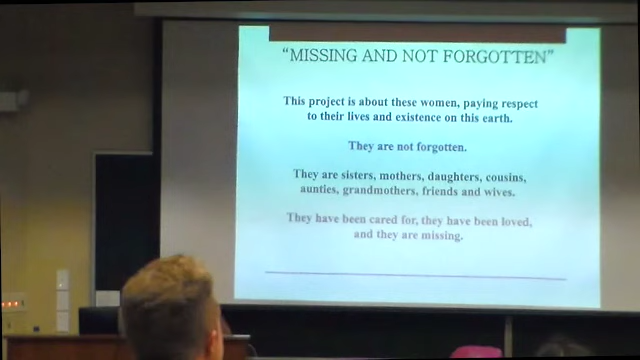 “MISSING AND NOT FORGOTTEN”
This project is about these women, paying respect
to their lives and existence on this earth.
They are not forgotten.
They are sisters, mothers, daughters, cousins,
aunties, grandmothers, friends and wives.
They have been cared for, they have been loved,
and they are missing.